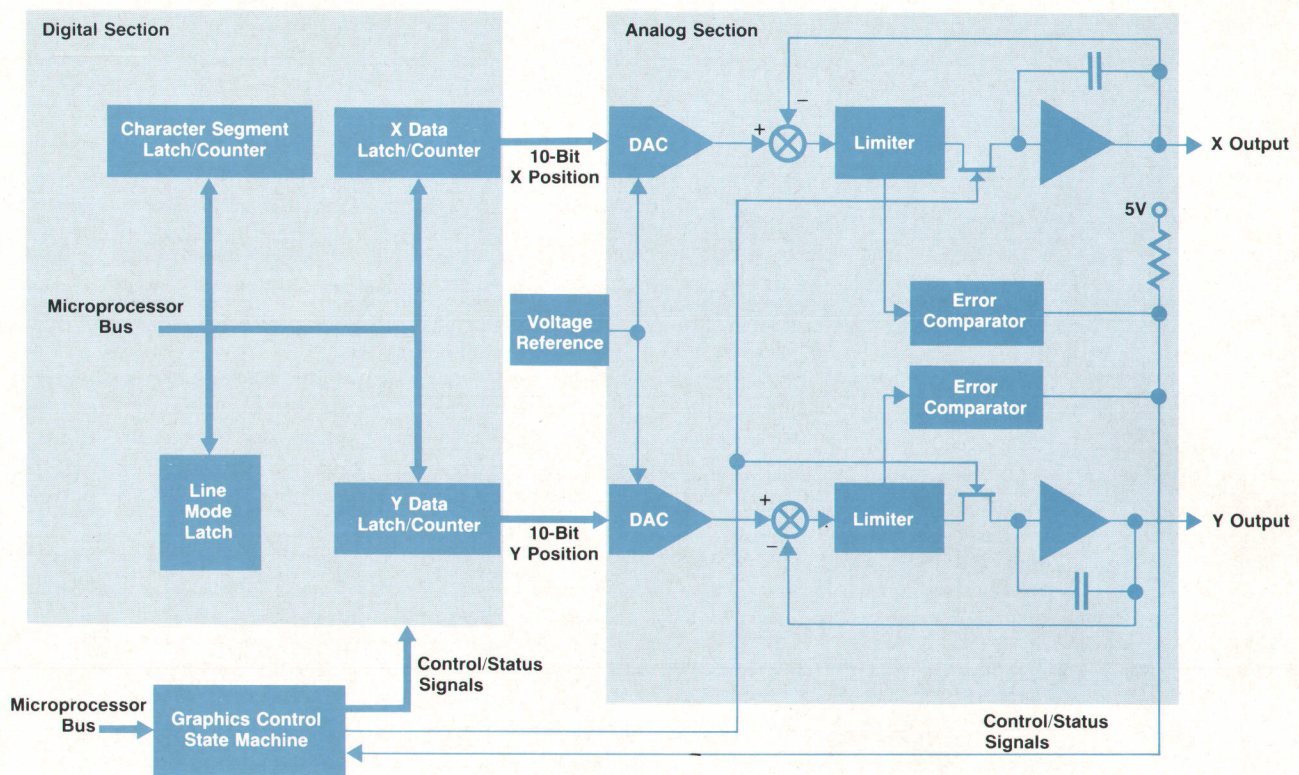 Digital Section
Analog Section
Character Segment
Latch/Counter
X Data
Latch/Counter
10-Bit
X Position
DAC
+
−
Limiter
X Output
5V
Microprocessor
Bus
Voltage
Reference
Error
Comparator
Error
Comparator
Line
Mode
Latch
Y Data
Latch/Counter
10-Bit
Y Position
DAC
+
−
Limiter
Y Output
Control/Status
Signals
Microprocessor
Bus
Graphics Control
State Machine
Control/Status
Signals